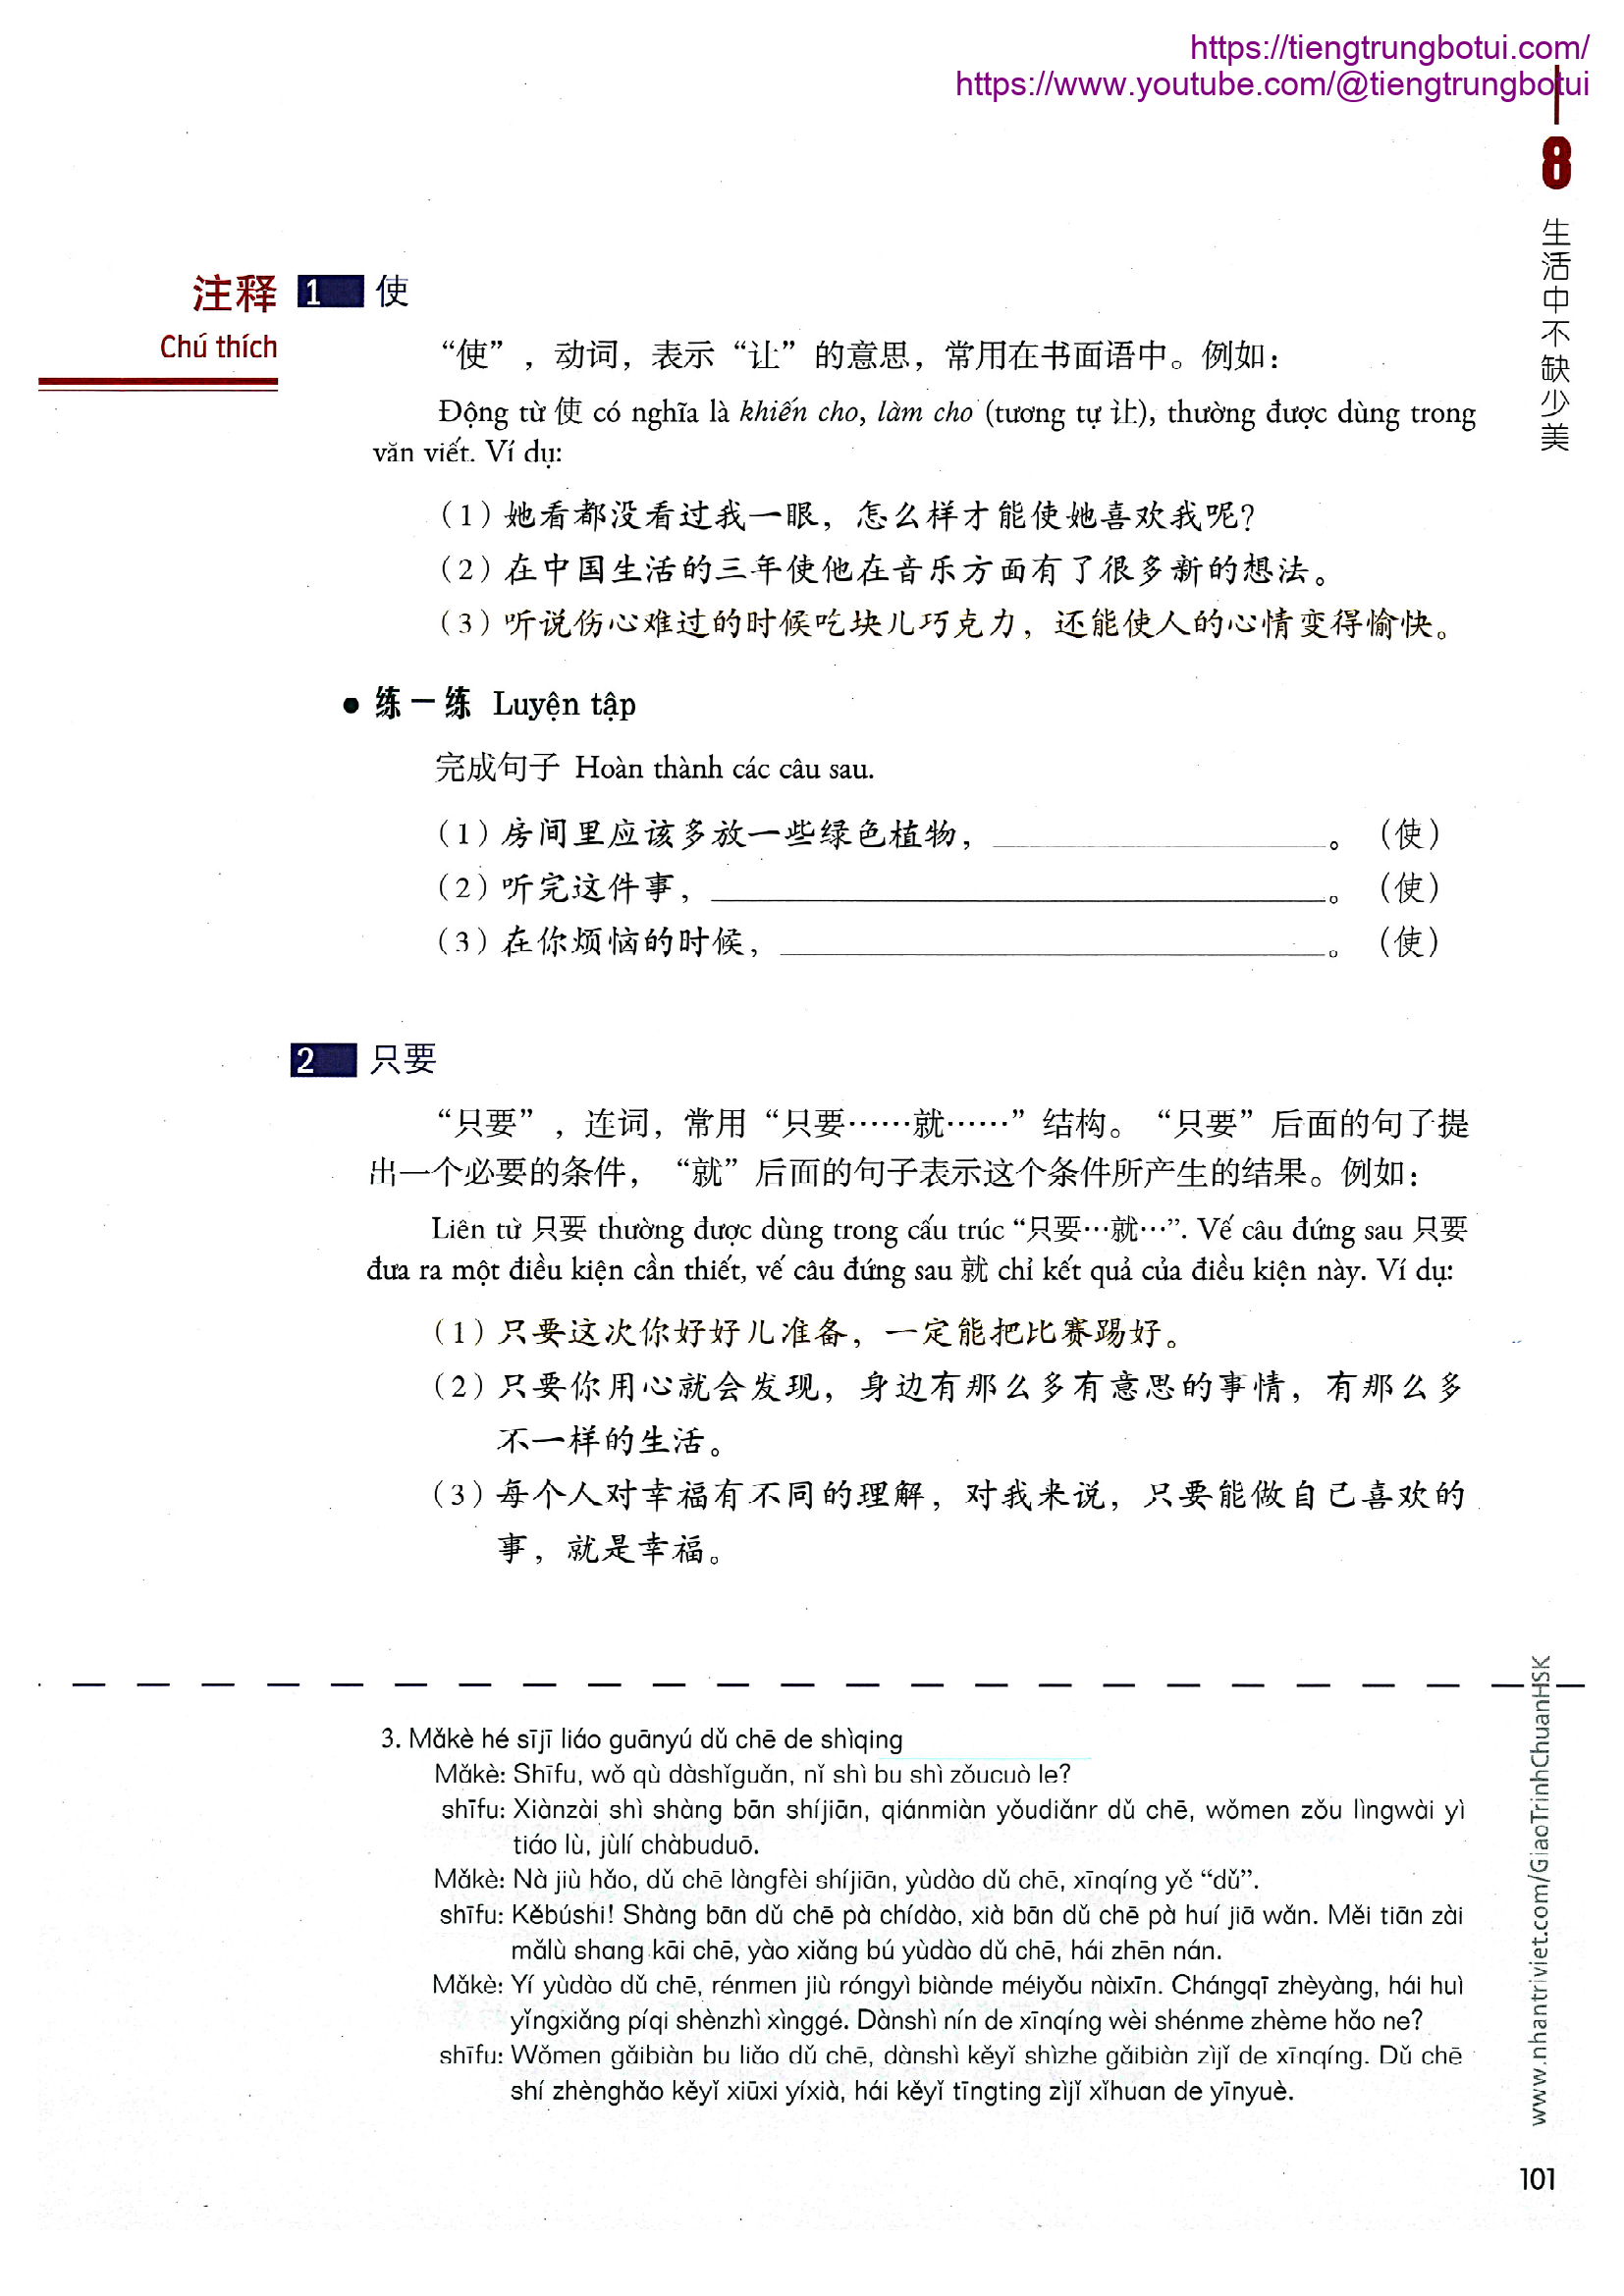 https://tiengtrungbotui.com/
https://www.youtube.com/@tiengtrungbotui
8
生活中不缺少美
注释
Chú thích
1 使
“使”，动词，表示“让”的意思，常用在书面语中。例如：
Động từ 使 có nghĩa là khiến cho, làm cho (tương tự 让), thường được dùng trong
văn viết. Ví dụ:
（1）她看都没看过我一眼，怎么样才能使她喜欢我呢？
（2）在中国生活的三年使他在音乐方面有了很多新的想法。
（3）听说伤心难过的时候吃块儿巧克力，还能使人的心情变得愉快。
● 练一练 Luyện tập
完成句子 Hoàn thành các câu sau.
（1）房间里应该多放一些绿色植物，____________________。（使）
（2）听完这件事，____________________。（使）
（3）在你烦恼的时候，____________________。（使）
2 只要
“只要”，连词，常用“只要……就……”结构。“只要”后面的句子提
出一个必要的条件，“就”后面的句子表示这个条件所产生的结果。例如：
Liên từ 只要 thường được dùng trong cấu trúc “只要…就…”. Vế câu đứng sau 只要
đưa ra một điều kiện cần thiết, vế câu đứng sau 就 chỉ kết quả của điều kiện này. Ví dụ:
（1）只要这次你好好儿准备，一定能把比赛踢好。
（2）只要你用心就会发现，身边有那么多有意思的事情，有那么多
不一样的生活。
（3）每个人对幸福有不同的理解，对我来说，只要能做自己喜欢的
事，就是幸福。
3. Mǎkè hé sījī liáo guānyú dǔ chē de shìqing
Mǎkè: Shīfu, wǒ qù dàshǐguǎn, nǐ shì bu shì zǒucuò le?
shīfu: Xiànzài shì shàng bān shíjiān, qiánmiàn yǒudiǎnr dǔ chē, wǒmen zǒu lìngwài yì
tiáo lù, jùlí chàbuduō.
Mǎkè: Nà jiù hǎo, dǔ chē làngfèi shíjiān, yùdào dǔ chē, xīnqíng yě “dǔ”.
shīfu: Kěbúshì! Shàng bān dǔ chē pà chídào, xià bān dǔ chē pà huí jiā wǎn. Měi tiān zài
mǎlù shang kāi chē, yào xiǎng bú yùdào dǔ chē, hái zhēn nán.
Mǎkè: Yí yùdào dǔ chē, rénmen jiù róngyì biànde méiyǒu nàixīn. Chángqī zhèyàng, hái huì
yǐngxiǎng píqi shènzhì xìnggé. Dànshì nín de xīnqíng wèi shénme zhème hǎo ne?
shīfu: Wǒmen gǎibiàn bu liǎo dǔ chē, dànshì kěyǐ shìzhe gǎibiàn zìjǐ de xīnqíng. Dǔ chē
shí zhènghǎo kěyǐ xiūxi yíxià, hái kěyǐ tīngting zìjǐ xǐhuan de yīnyuè.
www.nhantriviet.com/GiaoTrinhChuanHSK
101